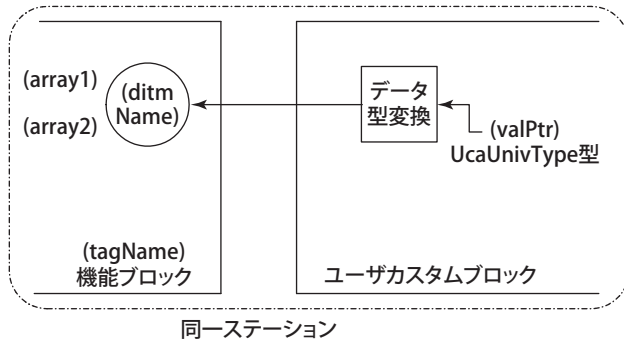 (array1)
(array2)
(ditm
Name)
データ
型変換
(valPtr)
UcaUnivType型
(tagName)
機能ブロック
ユーザカスタムブロック
同一ステーション